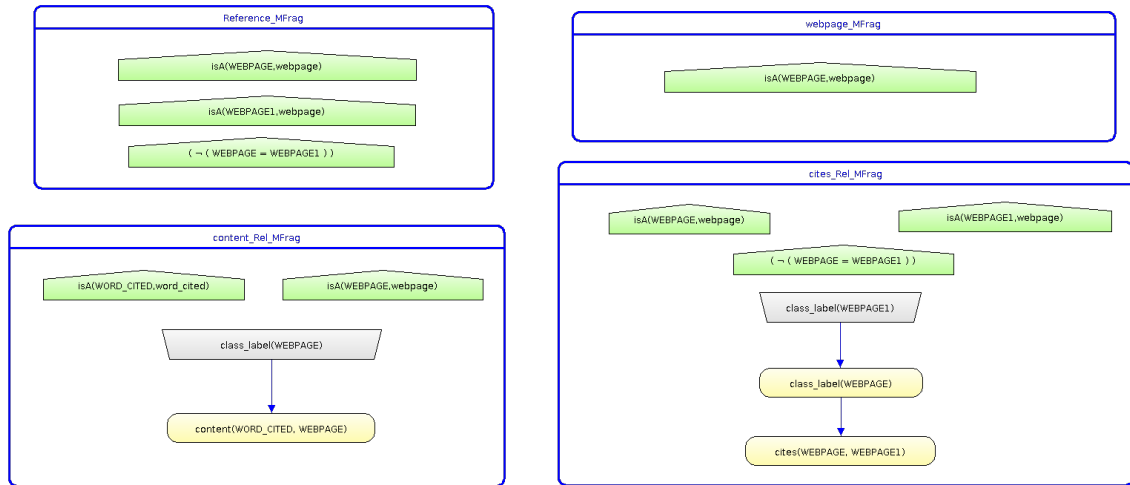 Reference_MFrag
isA(WEBPAGE,webpage)
isA(WEBPAGE1,webpage)
( ¬ ( WEBPAGE = WEBPAGE1 ) )
webpage_MFrag
isA(WEBPAGE,webpage)
content_Rel_MFrag
isA(WORD_CITED,word_cited)
isA(WEBPAGE,webpage)
class_label(WEBPAGE)
content(WORD_CITED, WEBPAGE)
cites_Rel_MFrag
isA(WEBPAGE,webpage)
isA(WEBPAGE1,webpage)
( ¬ ( WEBPAGE = WEBPAGE1 ) )
class_label(WEBPAGE1)
class_label(WEBPAGE)
cites(WEBPAGE, WEBPAGE1)